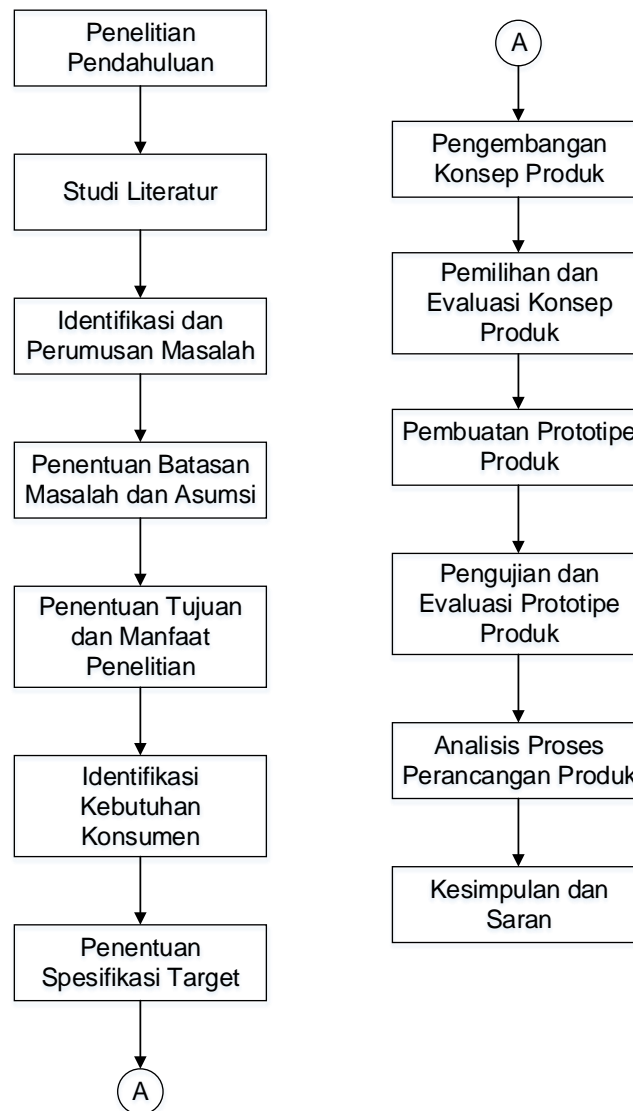 Penelitian
Pendahuluan
Studi Literatur
Identifikasi dan
Perumusan Masalah
Penentuan Batasan
Masalah dan Asumsi
Penentuan Tujuan
dan Manfaat
Penelitian
Identifikasi
Kebutuhan
Konsumen
Penentuan
Spesifikasi Target
A
A
Pengembangan
Konsep Produk
Pemilihan dan
Evaluasi Konsep
Produk
Pembuatan Prototipe
Produk
Pengujian dan
Evaluasi Prototipe
Produk
Analisis Proses
Perancangan Produk
Kesimpulan dan
Saran